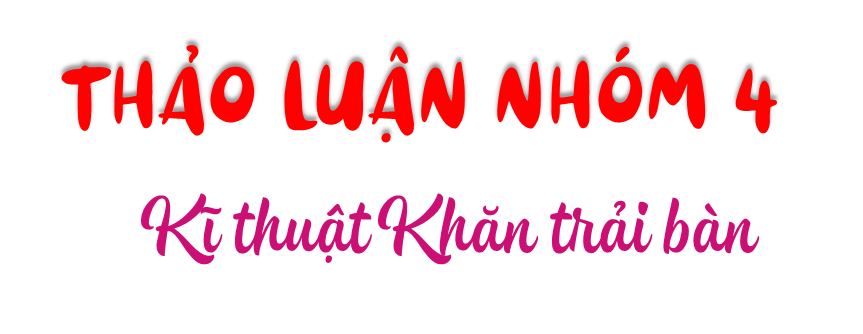 THẢO LUẬN NHÓM 4
Kĩ thuật Khăn trải bàn